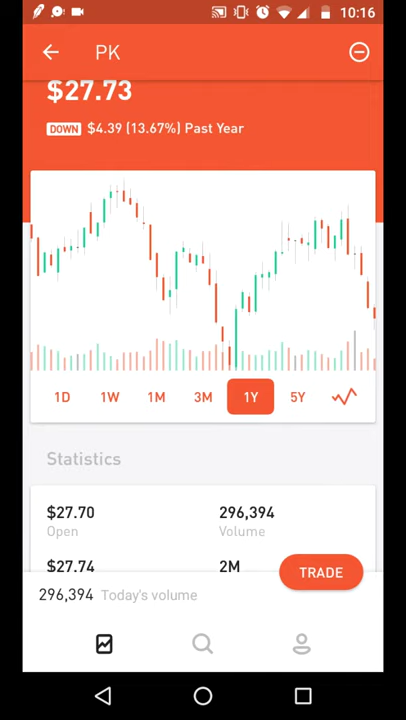 10:16
PK
$27.73
DOWN $4.39 (13.67%) Past Year
1D 1W 1M 3M 1Y 5Y
Statistics
$27.70 296,394
Open Volume
$27.74 2M
TRADE
296,394 Today's volume